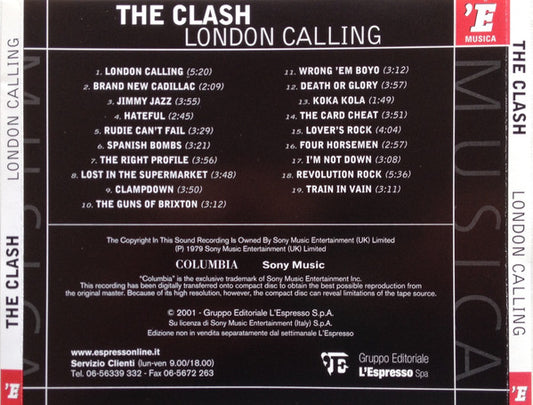 THE CLASH
LONDON CALLING
'E
MUSICA
1. LONDON CALLING (5:20)
2. BRAND NEW CADILLAC (2:09)
3. JIMMY JAZZ (3:55)
4. HATEFUL (2:45)
5. RUDIE CAN'T FAIL (3:29)
6. SPANISH BOMBS (3:21)
7. THE RIGHT PROFILE (3:56)
8. LOST IN THE SUPERMARKET (3:48)
9. CLAMPDOWN (3:50)
10. THE GUNS OF BRIXTON (3:12)
11. WRONG 'EM BOYO (3:12)
12. DEATH OR GLORY (3:57)
13. KOKA KOLA (1:49)
14. THE CARD CHEAT (3:51)
15. LOVER'S ROCK (4:04)
16. FOUR HORSEMEN (2:57)
17. I'M NOT DOWN (3:08)
18. REVOLUTION ROCK (5:36)
19. TRAIN IN VAIN (3:11)
The Copyright In This Sound Recording Is Owned By Sony Music Entertainment (UK) Limited
(P) 1979 Sony Music Entertainment (UK) Limited
COLUMBIA Sony Music
"Columbia" is the exclusive trademark of Sony Music Entertainment Inc.
This recording has been digitally transferred onto compact disc to obtain the best possible reproduction from
the original master. Because of its high resolution, however, the compact disc can reveal limitations of the tape source.
© 2001 - Gruppo Editoriale L'Espresso S.p.A.
Su licenza di Sony Music Entertainment (Italy) S.p.A.
Edizione non in vendita separatamente dal settimanale L'Espresso
www.espressonline.it
Servizio Clienti (lun-ven 9.00/18.00)
Tel. 06-56339 332 - Fax 06-5672 263
'E
Gruppo Editoriale
L'Espresso Spa
THE CLASH LONDON CALLING
'E
MUSICA
THE CLASH LONDON CALLING
'E
MUSICA